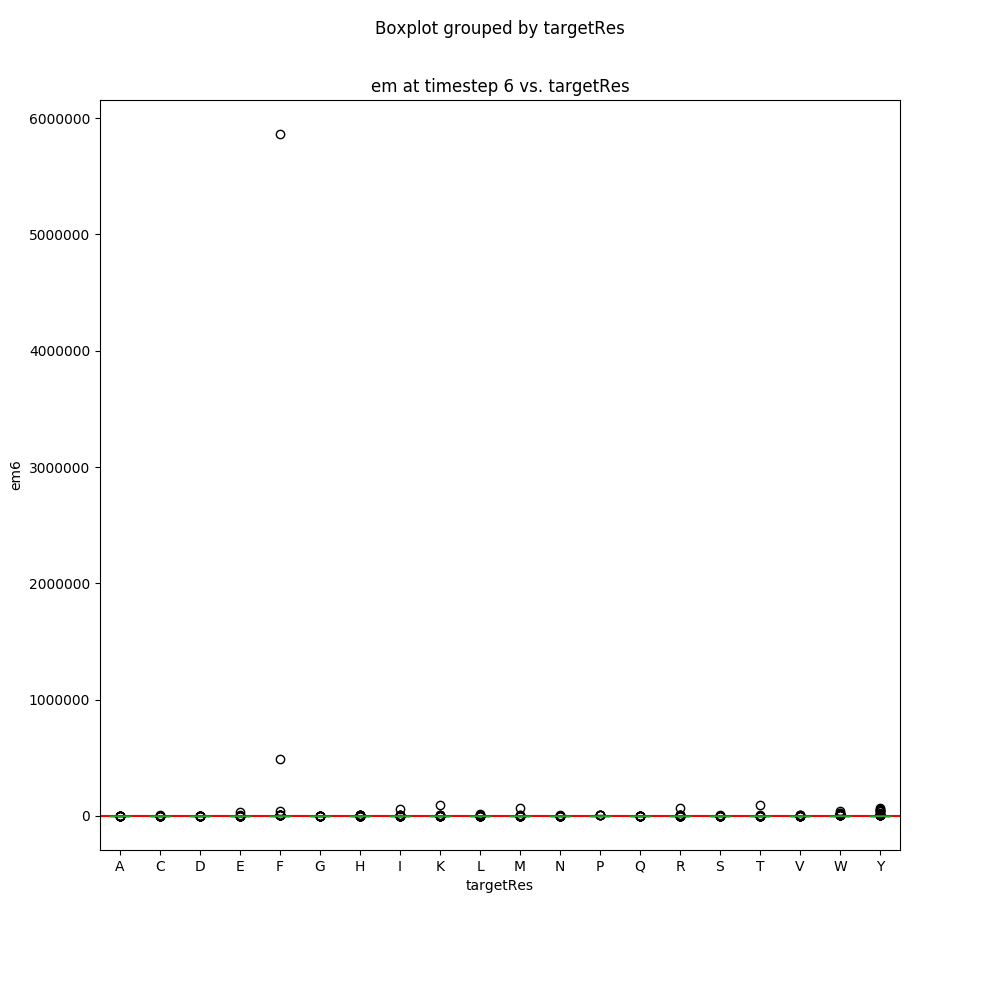 Boxplot grouped by targetRes
em at timestep 6 vs. targetRes
6000000
5000000
4000000
3000000
2000000
1000000
0
em6
A C D E F G H I K L M N P Q R S T V W Y
targetRes